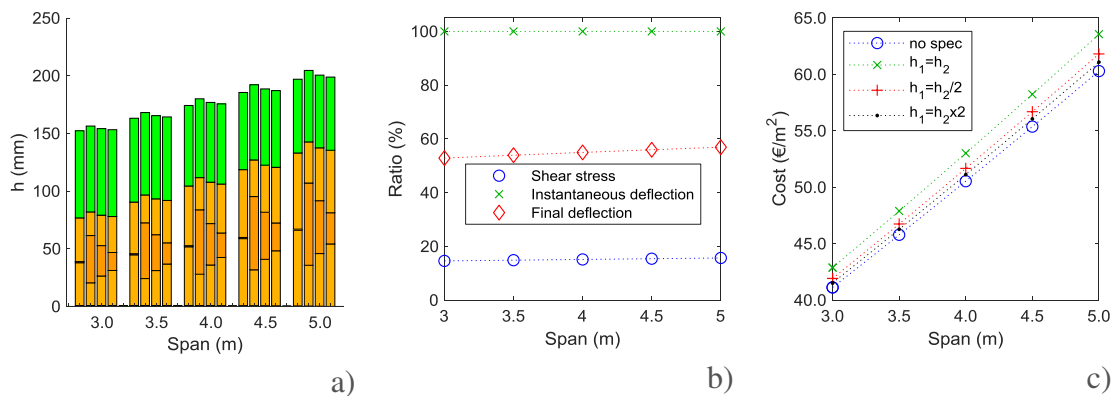 250
200
150
100
50
0
h (mm)
3.0 3.5 4.0 4.5 5.0
Span (m)
a)
100
80
60
40
20
0
Ratio (%)
Shear stress
Instantaneous deflection
Final deflection
3 3.5 4 4.5 5
Span (m)
b)
65.0
60.0
55.0
50.0
45.0
40.0
Cost (€/m²)
no spec
h₁=h₂
h₁=h₂/2
h₁=h₂x2
3.0 3.5 4.0 4.5 5.0
Span (m)
c)